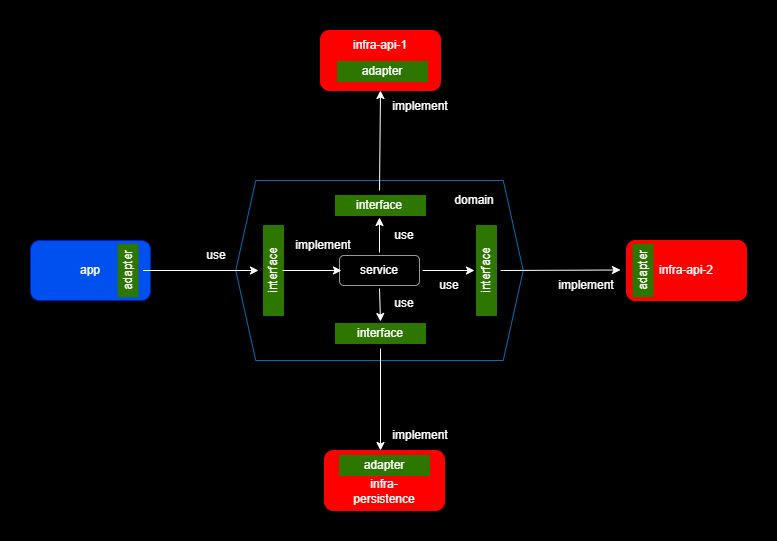 infra-api-1
adapter
implement
interface
domain
use
app
adapter
use
interface
implement
service
use
interface
implement
adapter
infra-api-2
use
interface
implement
adapter
infra-
persistence